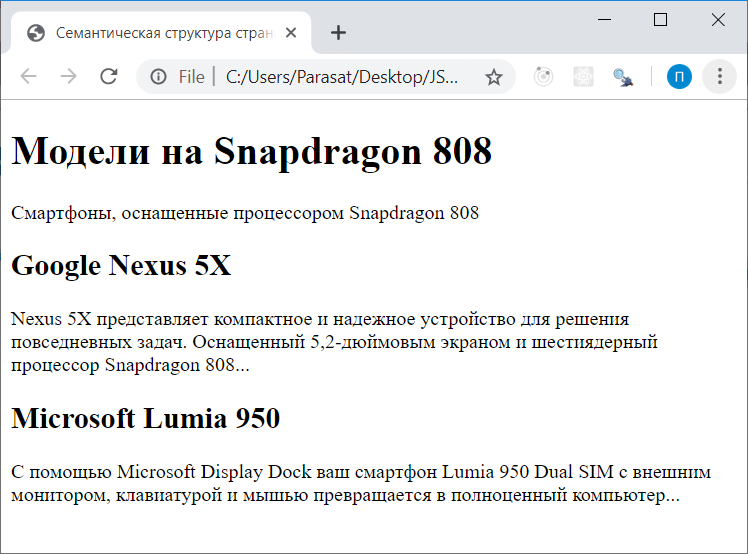 Семантическая структура стран
File
C:/Users/Parasat/Desktop/JS...
П
Модели на Snapdragon 808
Смартфоны, оснащенные процессором Snapdragon 808
Google Nexus 5X
Nexus 5X представляет компактное и надежное устройство для решения
повседневных задач. Оснащенный 5,2-дюймовым экраном и шестиядерный
процессор Snapdragon 808...
Microsoft Lumia 950
С помощью Microsoft Display Dock ваш смартфон Lumia 950 Dual SIM с внешним
монитором, клавиатурой и мышью превращается в полноценный компьютер...